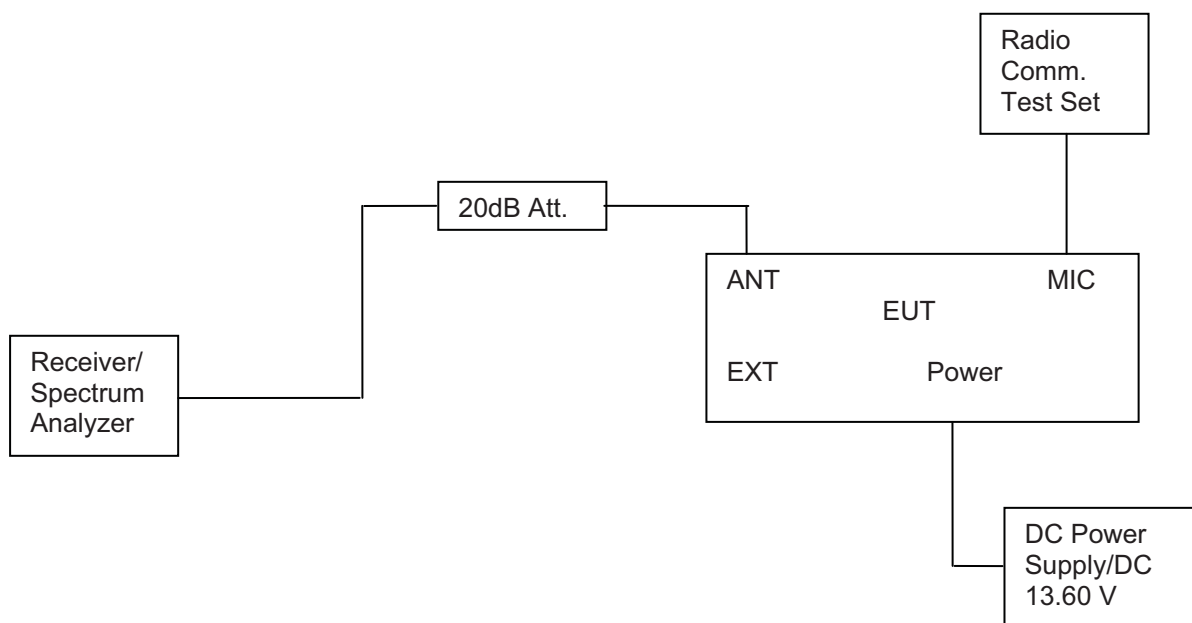 Radio
Comm.
Test Set
20dB Att.
ANT
MIC
EUT
EXT
Power
Receiver/
Spectrum
Analyzer
DC Power
Supply/DC
13.60 V